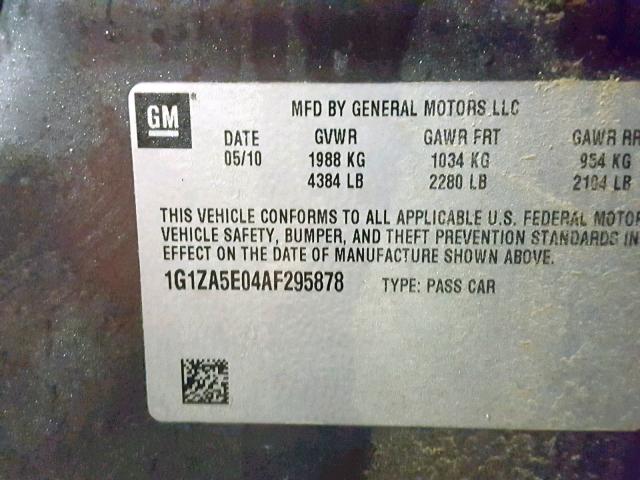 GM
MFD BY GENERAL MOTORS LLC
DATE GVWR GAWR FRT GAWR RR
05/10 1988 KG 1034 KG 954 KG
4384 LB 2280 LB 2104 LB
THIS VEHICLE CONFORMS TO ALL APPLICABLE U.S. FEDERAL MOTOR
VEHICLE SAFETY, BUMPER, AND THEFT PREVENTION STANDARDS IN
EFFECT ON THE DATE OF MANUFACTURE SHOWN ABOVE.
1G1ZA5E04AF295878 TYPE: PASS CAR